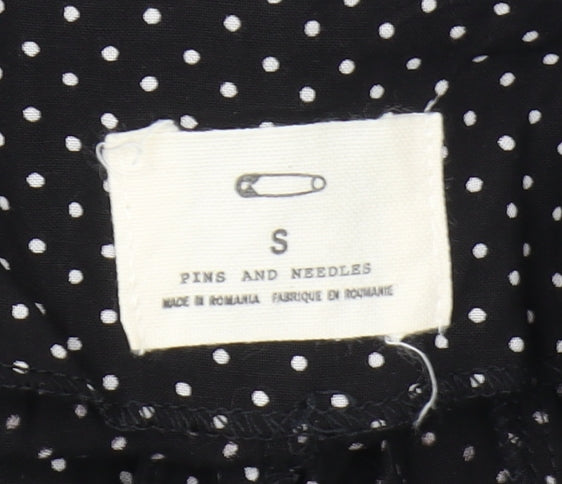 S
PINS AND NEEDLES
MADE IN ROMANIA FABRIQUE EN ROUMANIE